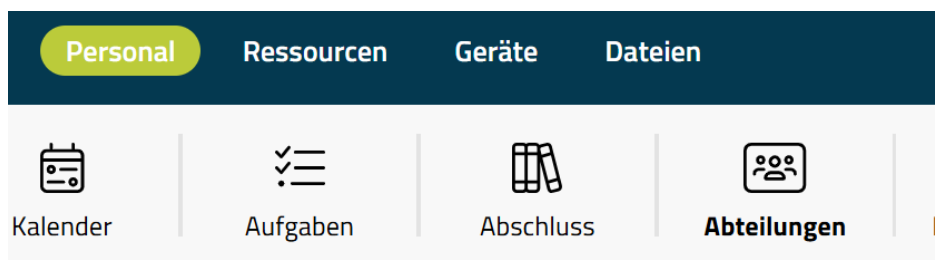 Personal Ressourcen Geräte Dateien
Kalender Aufgaben Abschluss Abteilungen